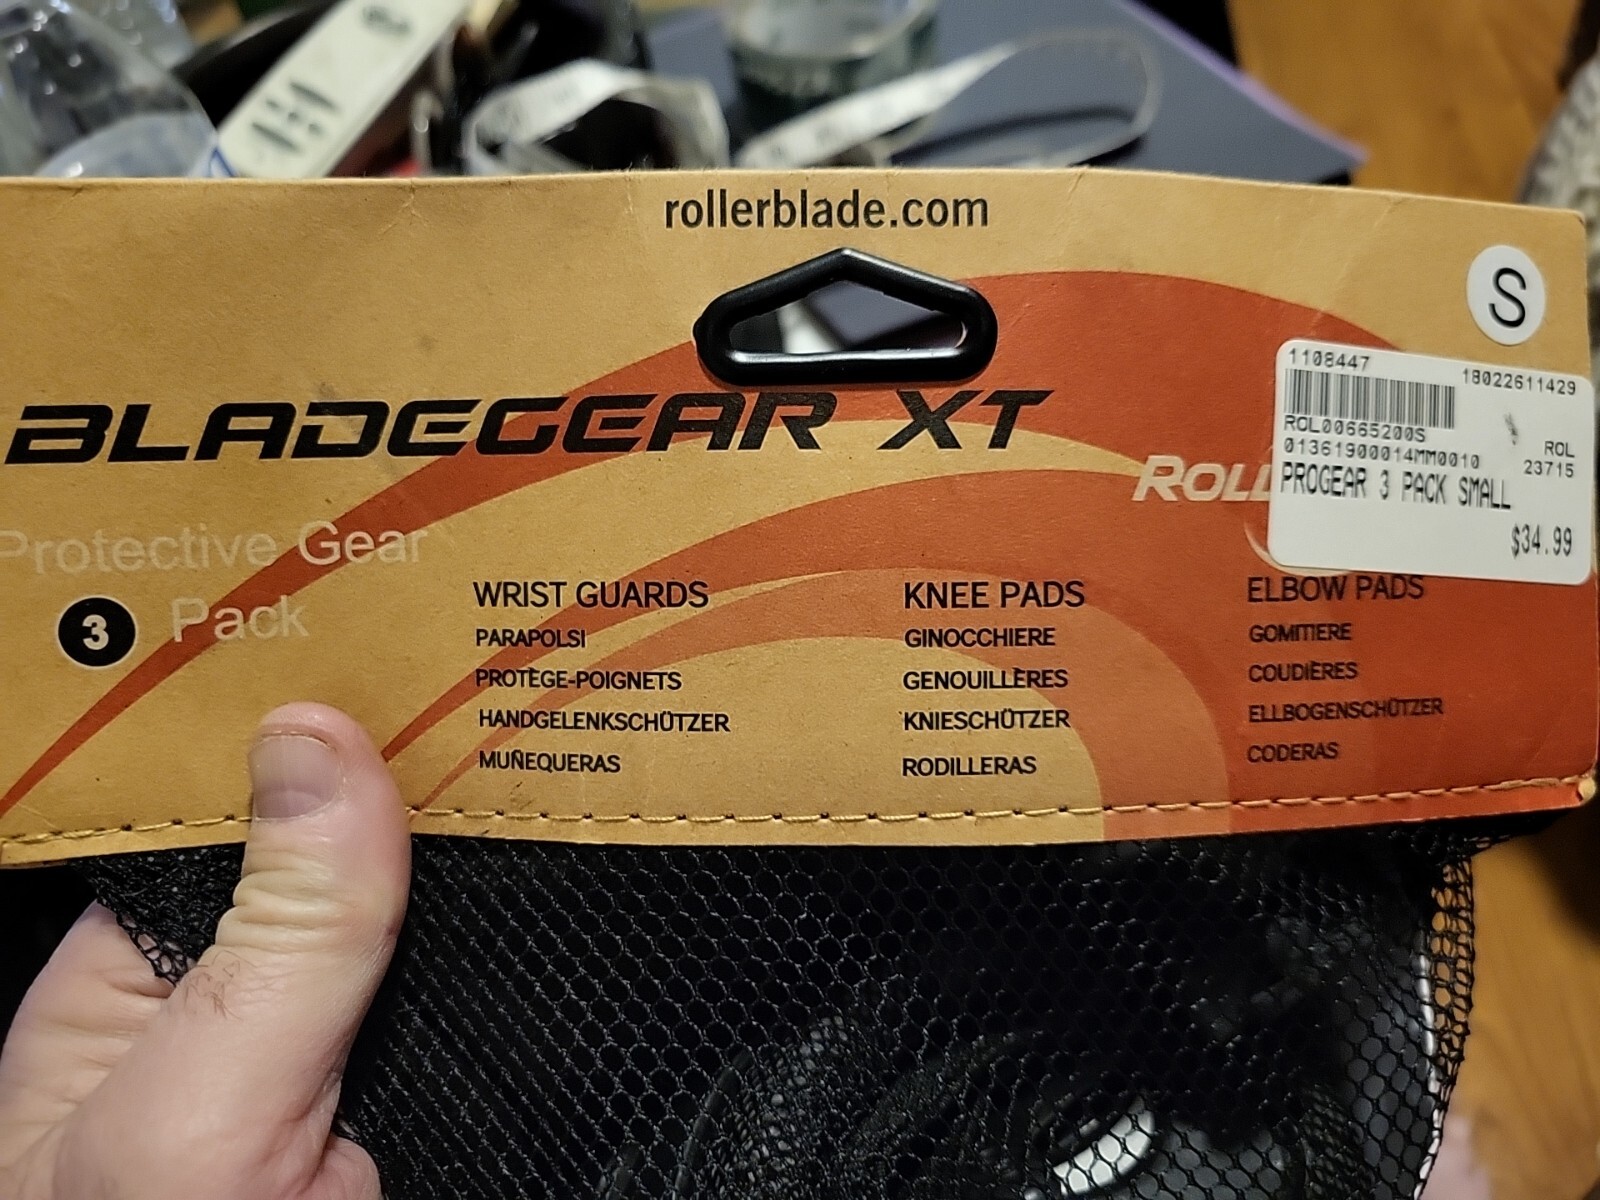 rollerblade.com
S
1108447
18022611429
ROL00665200S
ROL
01361900014MM0010
23715
PROGEAR 3 PACK SMALL
$34.99
BLADEGEAR XT
Protective Gear
3 Pack
WRIST GUARDS
PARAPOLSI
PROTÈGE-POIGNETS
HANDGELENKSCHÜTZER
MUÑEQUERAS
KNEE PADS
GINOCCHIERE
GENOUILLÈRES
KNIESCHÜTZER
RODILLERAS
ELBOW PADS
GOMITIERE
COUDIÈRES
ELLBOGENSCHÜTZER
CODERAS